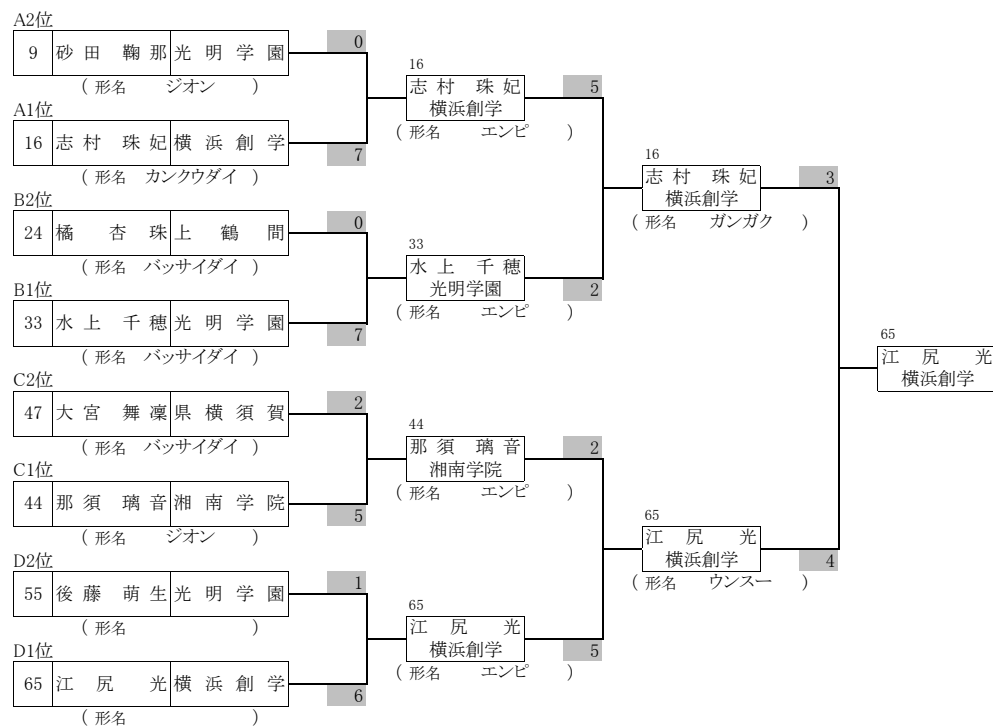 A2位
9 砂田 鞠那 光明学園 0
( 形名 ジオン )
A1位
16 志村 珠妃 横浜創学 7
( 形名 カンクウダイ )
B2位
24 橘 杏珠 上鶴間 0
( 形名 バッサイダイ )
B1位
33 水上 千穂 光明学園 7
( 形名 バッサイダイ )
C2位
47 大宮 舞凜 県横須賀 2
( 形名 バッサイダイ )
C1位
44 那須 璃音 湘南学院 5
( 形名 ジオン )
D2位
55 後藤 萌生 光明学園 1
( 形名 )
D1位
65 江尻 光 横浜創学 6
( 形名 )
16
志村 珠妃 5
横浜創学
( 形名 エンピ )
33
水上 千穂
光明学園 2
( 形名 エンピ )
44
那須 璃音 2
湘南学院
( 形名 エンピ )
65
江尻 光
横浜創学 5
( 形名 エンピ )
16
志村 珠妃 3
横浜創学
( 形名 ガンガク )
65
江尻 光
横浜創学 4
( 形名 ウンスー )
65
江尻 光
横浜創学